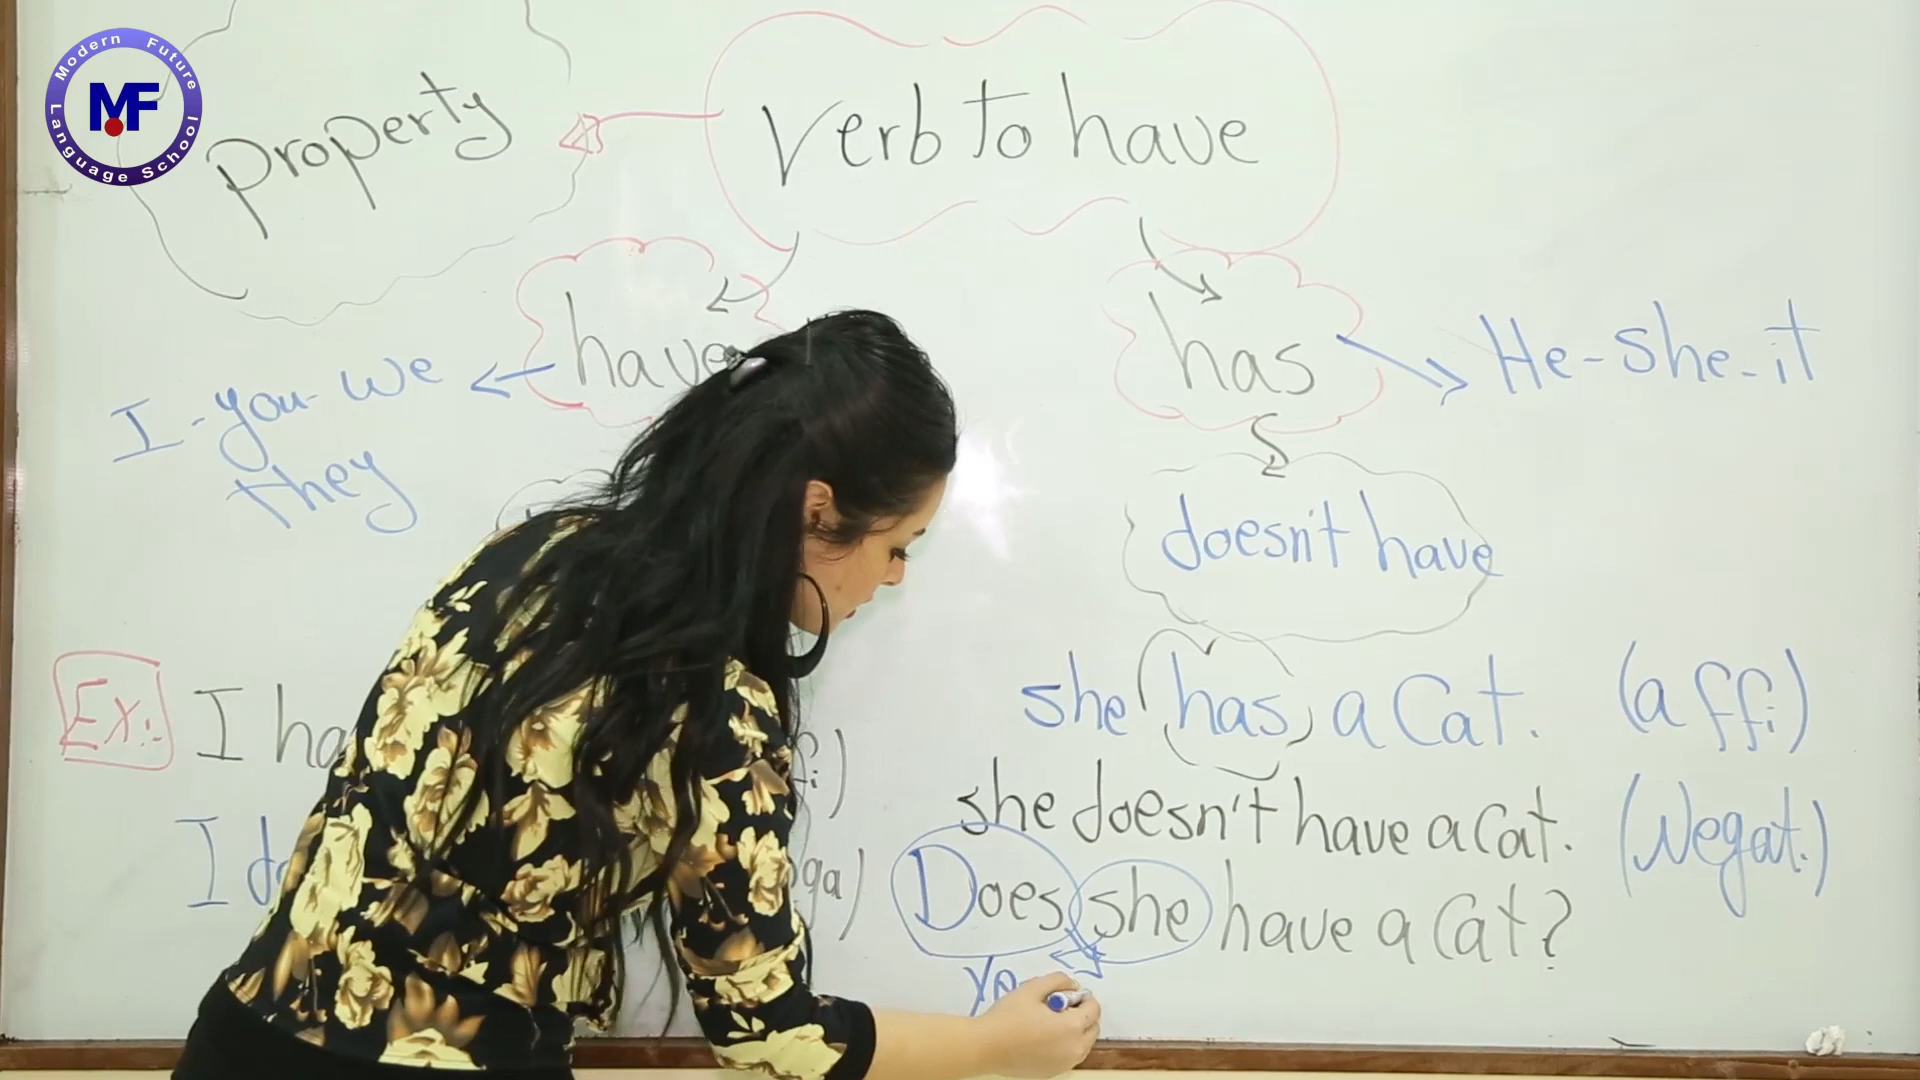 Modern Future
MF
Language School
property
Verb to have
have
has
He-she-it
I-you-we
they
doesn't have
Ex:
I ha
she has a Cat. (affi)
she doesn't have a Cat. (Negat.)
Does she have a Cat?